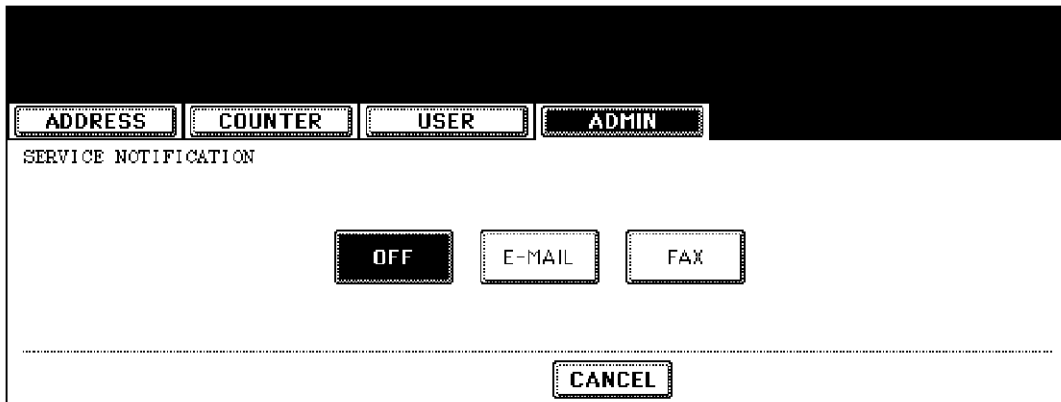 ADDRESS COUNTER USER ADMIN
SERVICE NOTIFICATION
OFF E-MAIL FAX
CANCEL